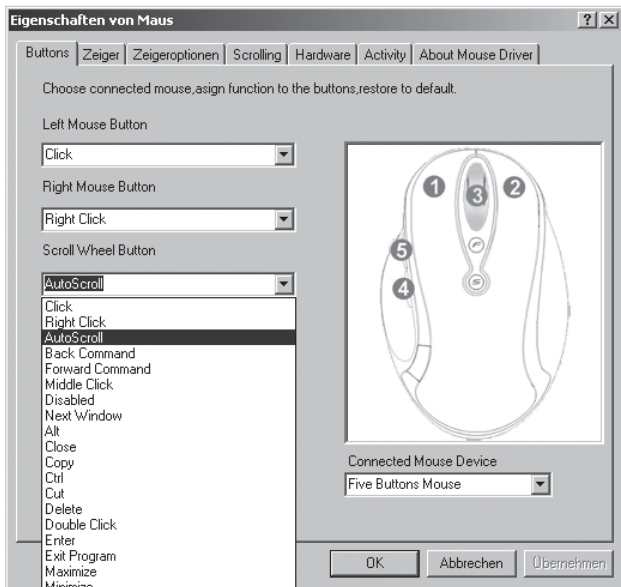 Eigenschaften von Maus
Buttons Zeiger Zeigeroptionen Scrolling Hardware Activity About Mouse Driver
Choose connected mouse,asign function to the buttons,restore to default.
Left Mouse Button
Click
Right Mouse Button
Right Click
Scroll Wheel Button
AutoScroll
Click
Right Click
AutoScroll
Back Command
Forward Command
Middle Click
Disabled
Next Window
Alt
Close
Copy
Ctrl
Cut
Delete
Double Click
Enter
Exit Program
Maximize
Minimize
1
2
3
F
5
4
S
Connected Mouse Device
Five Buttons Mouse
OK Abbrechen Übernehmen